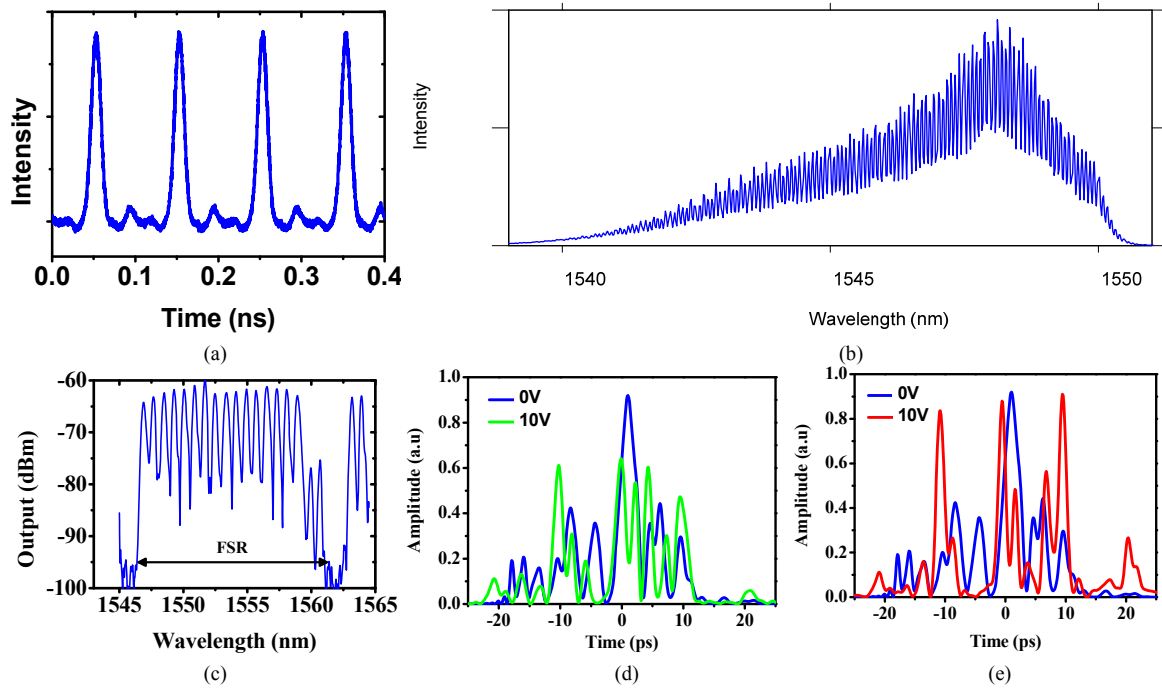 Intensity
0.0 0.1 0.2 0.3 0.4
Time (ns)
(a)
Intensity
1540 1545 1550
Wavelength (nm)
(b)
-60
-70
-80
-90
-100
Output (dBm)
FSR
1545 1550 1555 1560 1565
Wavelength (nm)
(c)
1.0
0.8
0.6
0.4
0.2
0.0
Amplitude (a.u)
0V
10V
-20 -10 0 10 20
Time (ps)
(d)
1.0
0.8
0.6
0.4
0.2
0.0
Amplitude (a.u)
0V
10V
-20 -10 0 10 20
Time (ps)
(e)